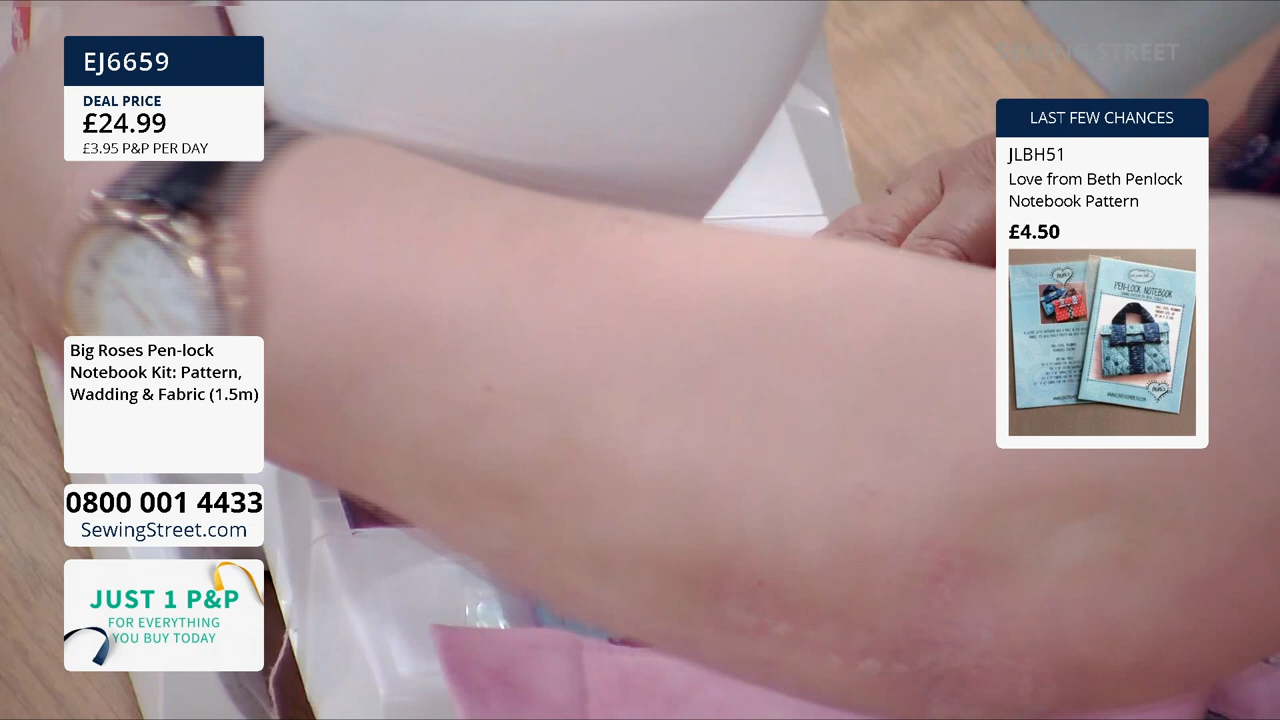 EJ6659
DEAL PRICE
£24.99
£3.95 P&P PER DAY
Big Roses Pen-lock
Notebook Kit: Pattern,
Wadding & Fabric (1.5m)
0800 001 4433
SewingStreet.com
JUST 1 P&P
FOR EVERYTHING
YOU BUY TODAY
SEWING STREET
LAST FEW CHANCES
JLBH51
Love from Beth Penlock
Notebook Pattern
£4.50
PEN-LOCK NOTEBOOK